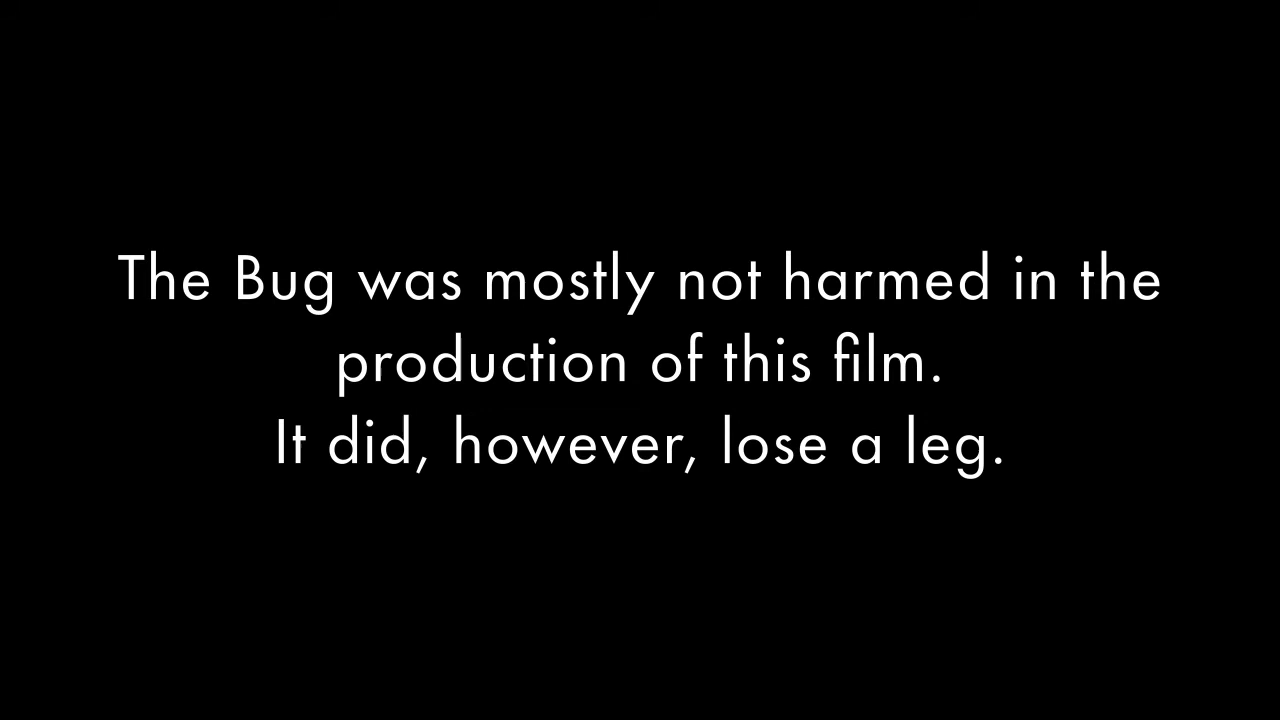 The Bug was mostly not harmed in the
production of this film.
It did, however, lose a leg.